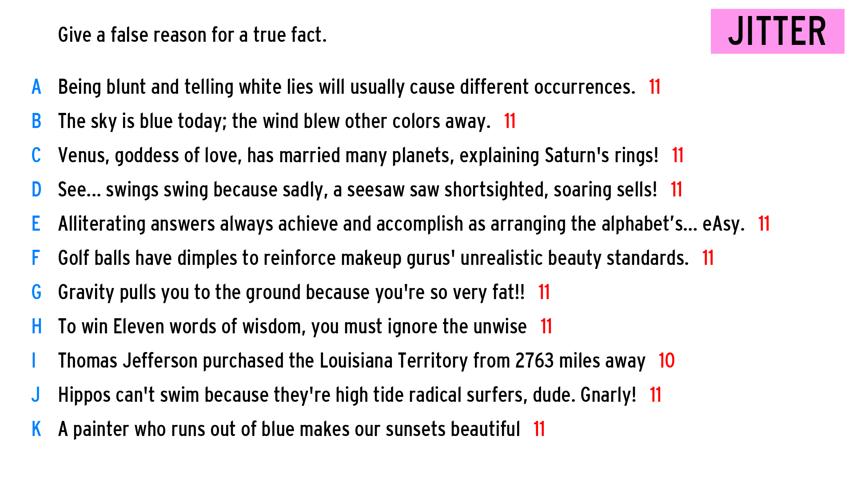 Give a false reason for a true fact.
JITTER
A Being blunt and telling white lies will usually cause different occurrences. 11
B The sky is blue today; the wind blew other colors away. 11
C Venus, goddess of love, has married many planets, explaining Saturn's rings! 11
D See... swings swing because sadly, a seesaw saw shortsighted, soaring sells! 11
E Alliterating answers always achieve and accomplish as arranging the alphabet’s... eAsy. 11
F Golf balls have dimples to reinforce makeup gurus' unrealistic beauty standards. 11
G Gravity pulls you to the ground because you're so very fat!! 11
H To win Eleven words of wisdom, you must ignore the unwise 11
I Thomas Jefferson purchased the Louisiana Territory from 2763 miles away 10
J Hippos can't swim because they're high tide radical surfers, dude. Gnarly! 11
K A painter who runs out of blue makes our sunsets beautiful 11